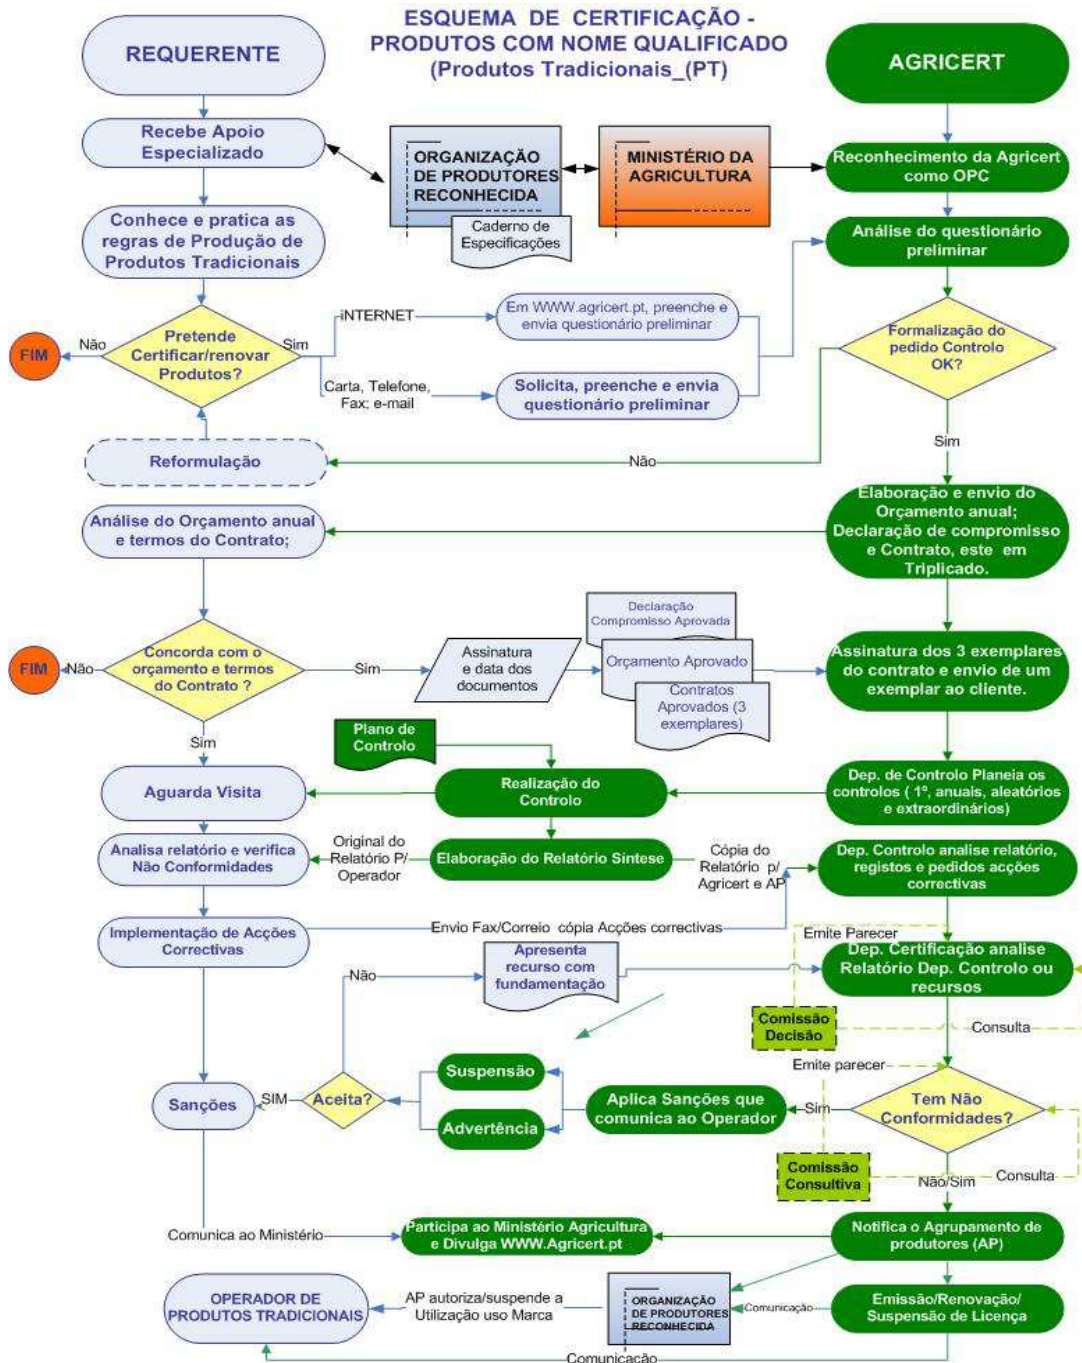 ESQUEMA DE CERTIFICAÇÃO -
PRODUTOS COM NOME QUALIFICADO
(Produtos Tradicionais_(PT)
REQUERENTE
AGRICERT
Recebe Apoio
Especializado
ORGANIZAÇÃO
DE PRODUTORES
RECONHECIDA
Caderno de
Especificações
MINISTÉRIO DA
AGRICULTURA
Reconhecimento da Agricert
como OPC
Conhece e pratica as
regras de Produção de
Produtos Tradicionais
Análise do questionário
preliminar
iNTERNET
Em WWW.agricert.pt, preenche e
envia questionário preliminar
FIM
Não
Pretende
Certificar/renovar
Produtos?
Sim
Carta, Telefone,
Fax; e-mail
Solicita, preenche e envia
questionário preliminar
Formalização do
pedido Controlo
OK?
Sim
Reformulação
Não
Análise do Orçamento anual
e termos do Contrato;
Elaboração e envio do
Orçamento anual;
Declaração de compromisso
e Contrato, este em
Triplicado.
FIM
Não
Concorda com o
orçamento e termos
do Contrato ?
Sim
Assinatura
e data dos
documentos
Declaração
Compromisso Aprovada
Orçamento Aprovado
Contratos
Aprovados (3
exemplares)
Assinatura dos 3 exemplares
do contrato e envio de um
exemplar ao cliente.
Sim
Plano de
Controlo
Aguarda Visita
Realização do
Controlo
Dep. de Controlo Planeia os
controlos ( 1º, anuais, aleatórios
e extraordinários)
Analisa relatório e verifica
Não Conformidades
Original do
Relatório P/
Operador
Elaboração do Relatório Síntese
Cópia do
Relatório p/
Agricert e AP
Dep. Controlo analise relatório,
registos e pedidos acções
correctivas
Implementação de Acções
Correctivas
Envio Fax/Correio cópia Acções correctivas
Emite Parecer
Não
Apresenta
recurso com
fundamentação
Dep. Certificação analise
Relatório Dep. Controlo ou
recursos
Comissão
Decisão
Consulta
Emite parecer
Sanções
SIM
Aceita?
Suspensão
Advertência
Aplica Sanções que
comunica ao Operador
Sim
Tem Não
Conformidades?
Comissão
Consultiva
Consulta
Não/Sim
Comunica ao Ministério
Participa ao Ministério Agricultura
e Divulga WWW.Agricert.pt
Notifica o Agrupamento de
produtores (AP)
OPERADOR DE
PRODUTOS TRADICIONAIS
AP autoriza/suspende a
Utilização uso Marca
ORGANIZAÇÃO
DE PRODUTORES
RECONHECIDA
Comunicação
Emissão/Renovação/
Suspensão de Licença
Comunicação